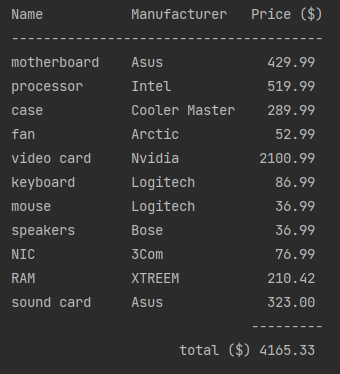 Name           Manufacturer   Price ($)
---------------------------------------
motherboard    Asus             429.99
processor      Intel            519.99
case           Cooler Master    289.99
fan            Arctic            52.99
video card     Nvidia          2100.99
keyboard       Logitech          86.99
mouse          Logitech          36.99
speakers       Bose              36.99
NIC            3Com              76.99
RAM            XTREEM           210.42
sound card     Asus             323.00
                              ---------
                     total ($) 4165.33